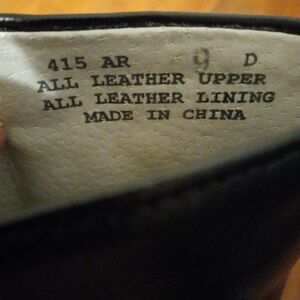 415 AR 9 D
ALL LEATHER UPPER
ALL LEATHER LINING
MADE IN CHINA